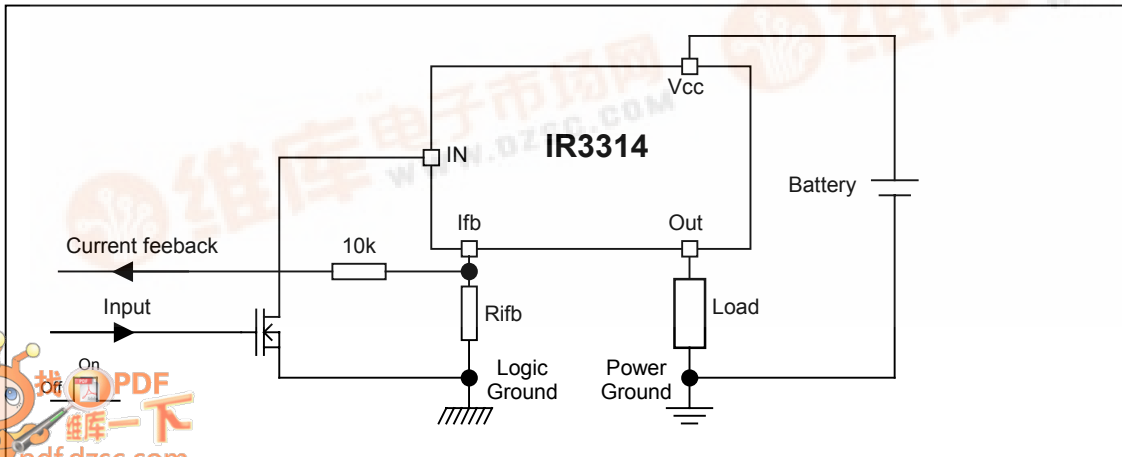 维库电子市场网
WWW.DZSC.COM
Vcc
IN
IR3314
Battery
Ifb
Out
Current feeback
10k
Input
Rifb
Load
Logic
Ground
Power
Ground
On
Off
找 PDF
维库一下
pdf.dzsc.com